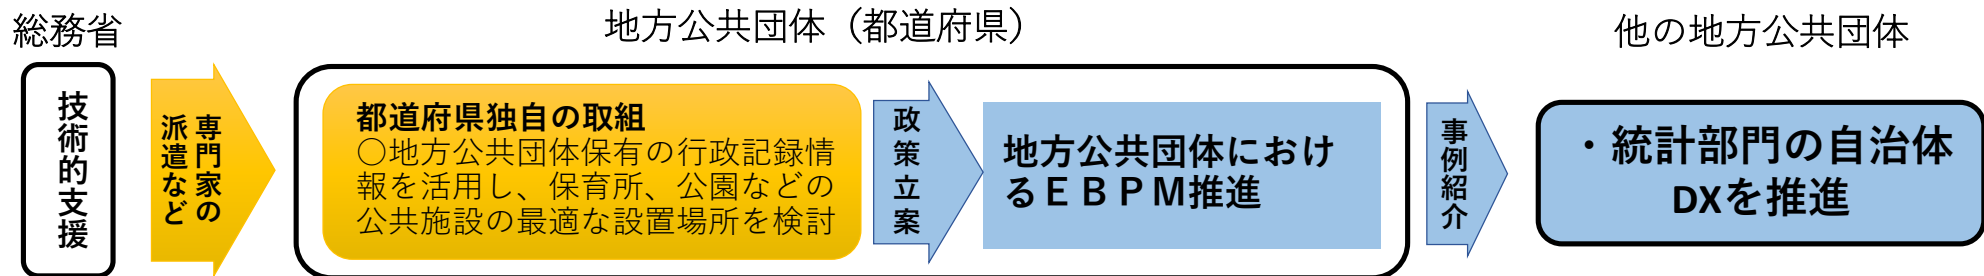 総務省
技術的支援
専門家の
派遣など
地方公共団体（都道府県）
都道府県独自の取組
〇地方公共団体保有の行政記録情
報を活用し、保育所、公園などの
公共施設の最適な設置場所を検討
政策立案
地方公共団体におけ
るＥＢＰＭ推進
事例紹介
他の地方公共団体
・統計部門の自治体
DXを推進